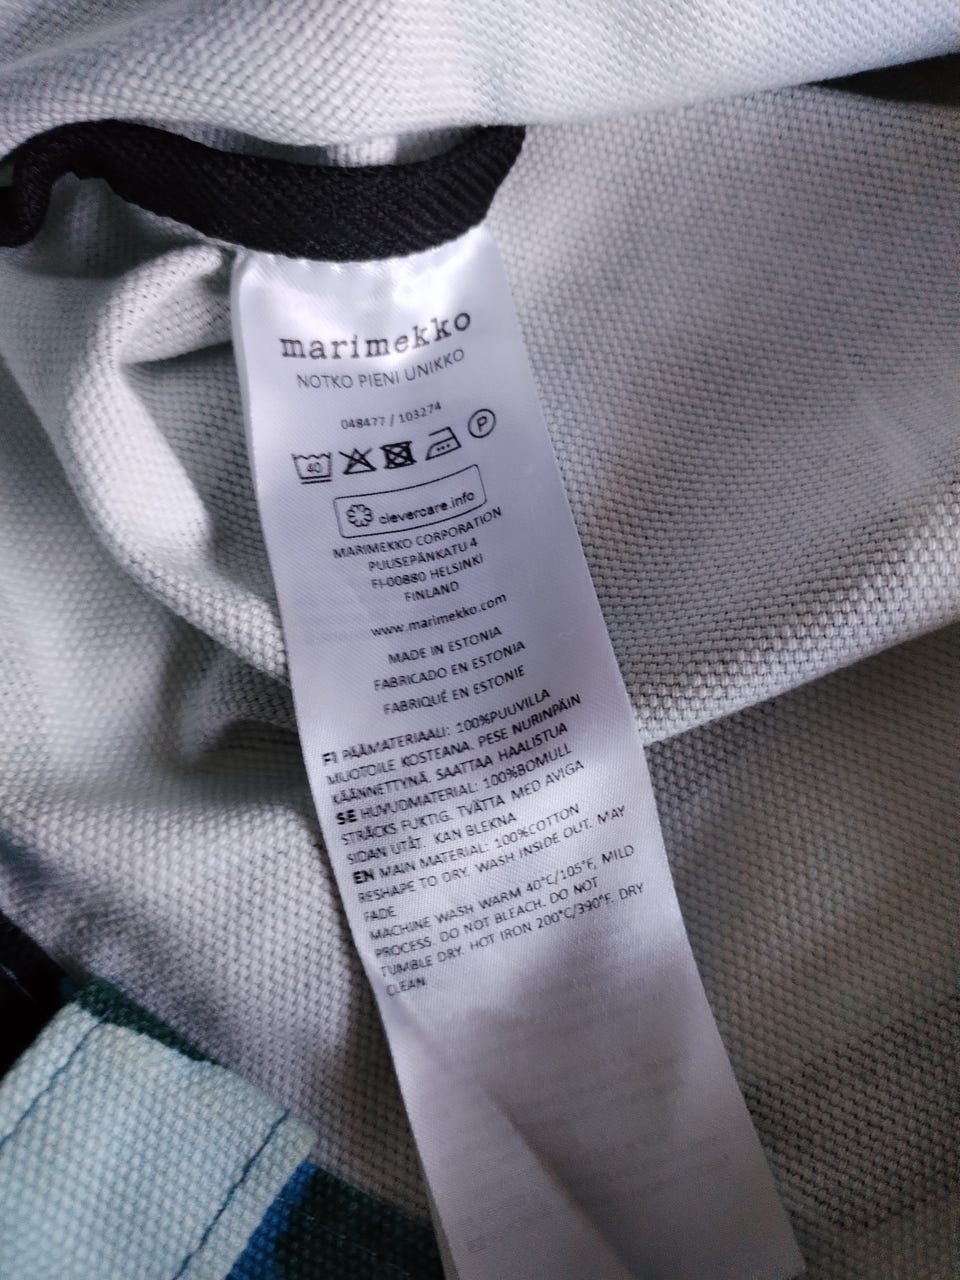 marimekko
NOTKO PIENI UNIKKO
048477 / 103274
40 P
clevercare.info
MARIMEKKO CORPORATION
PUUSEPÄNKATU 4
FI-00880 HELSINKI
FINLAND
www.marimekko.com
MADE IN ESTONIA
FABRICADO EN ESTONIA
FABRIQUÉ EN ESTONIE
FI PÄÄMATERIAALI: 100%PUUVILLA
MUOTOILE KOSTEANA. PESE NURINPÄIN
KÄÄNNETTYNÄ. SAATTAA HAALISTUA
SE HUVUDMATERIAL: 100%BOMULL
STRÄCKS FUKTIG. TVÄTTA MED AVIGA
SIDAN UTÅT. KAN BLEKNA
EN MAIN MATERIAL: 100%COTTON
RESHAPE TO DRY. WASH INSIDE OUT. MAY
FADE
MACHINE WASH WARM 40°C/105°F, MILD
PROCESS. DO NOT BLEACH. DO NOT
TUMBLE DRY. HOT IRON 200°C/390°F. DRY
CLEAN